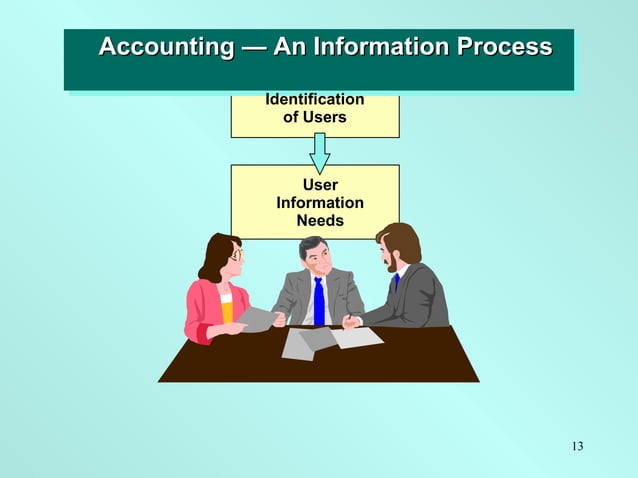 Accounting — An Information Process
Identification
of Users
User
Information
Needs
13